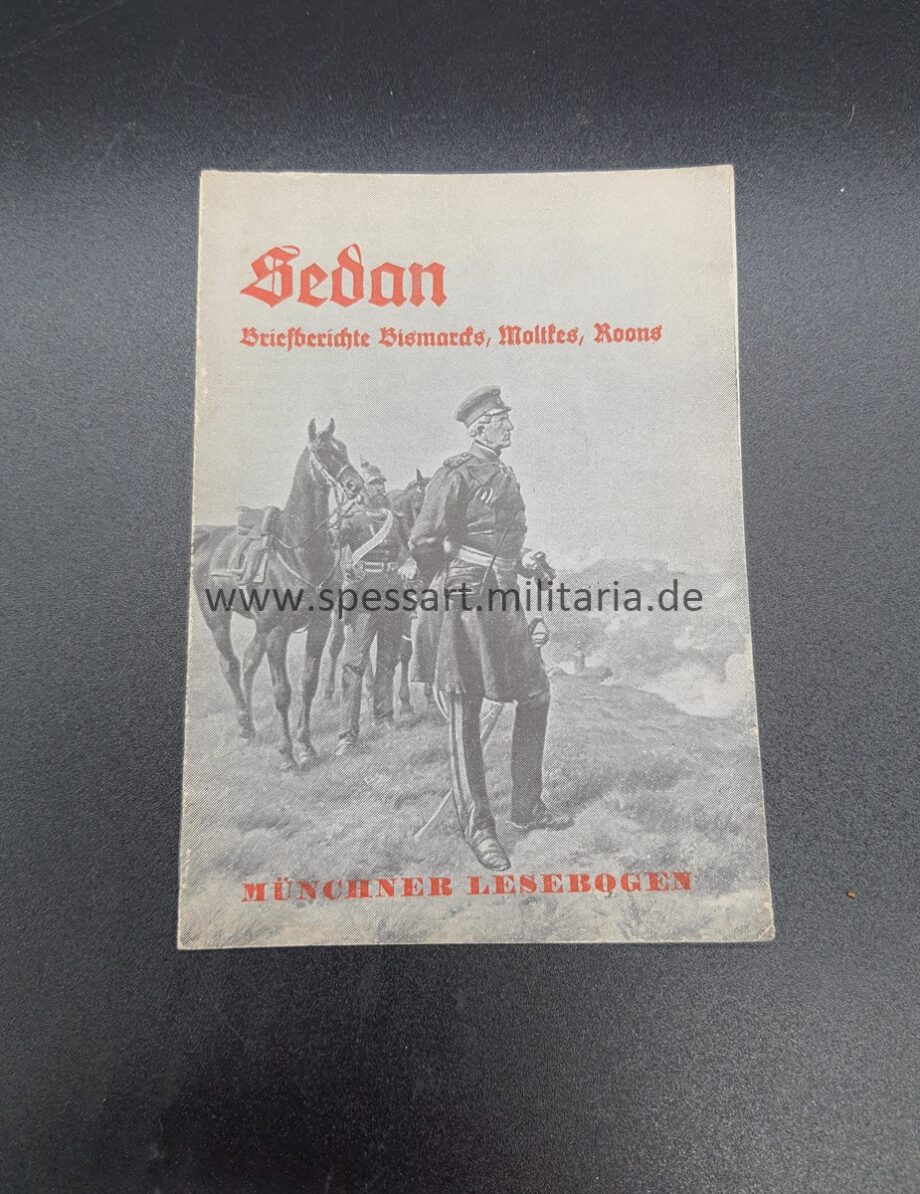 Sedan
Briefberichte Bismarcks, Moltkes, Roons
www.spessart.militaria.de
MÜNCHNER LESEBOGEN